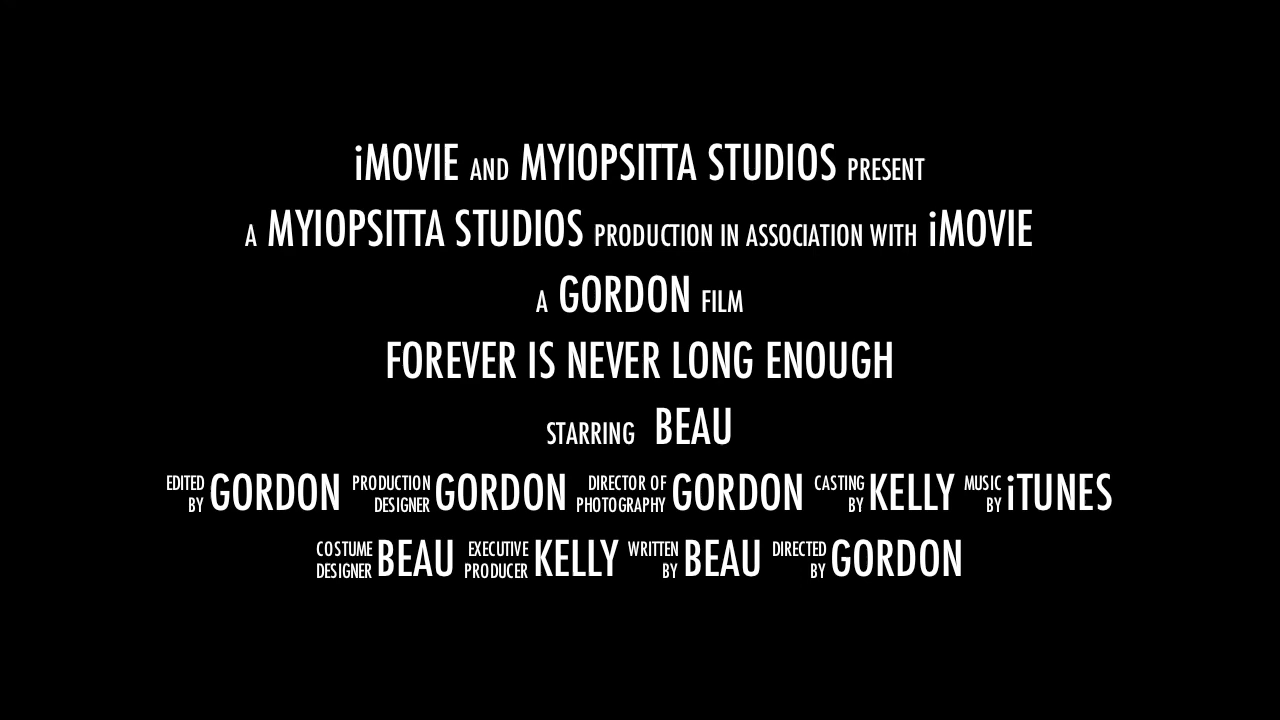 iMOVIE AND MYIOPSITTA STUDIOS PRESENT
A MYIOPSITTA STUDIOS PRODUCTION IN ASSOCIATION WITH iMOVIE
A GORDON FILM
FOREVER IS NEVER LONG ENOUGH
STARRING BEAU
EDITED BY GORDON PRODUCTION DESIGNER GORDON DIRECTOR OF PHOTOGRAPHY GORDON CASTING BY KELLY MUSIC BY iTUNES
COSTUME DESIGNER BEAU EXECUTIVE PRODUCER KELLY WRITTEN BY BEAU DIRECTED BY GORDON